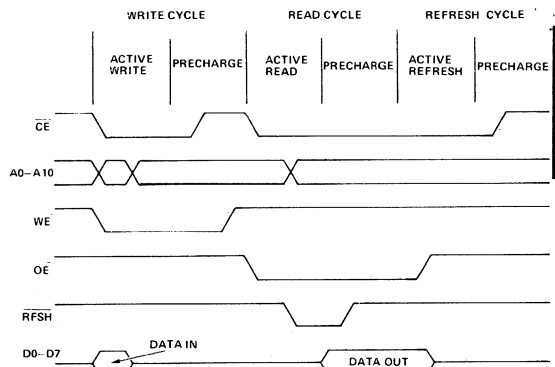 WRITE CYCLE READ CYCLE REFRESH CYCLE
ACTIVE WRITE PRECHARGE ACTIVE READ PRECHARGE ACTIVE REFRESH PRECHARGE
CE
A0–A10
WE
OE
RFSH
D0–D7 DATA IN DATA OUT